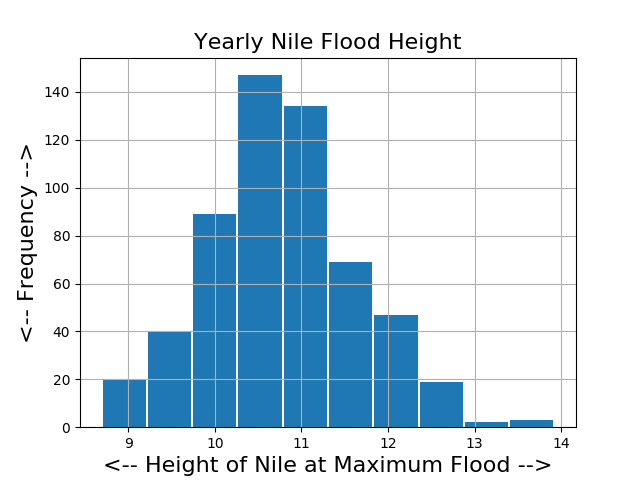 Yearly Nile Flood Height
<-- Frequency -->
140
120
100
80
60
40
20
0
9 10 11 12 13 14
<-- Height of Nile at Maximum Flood -->